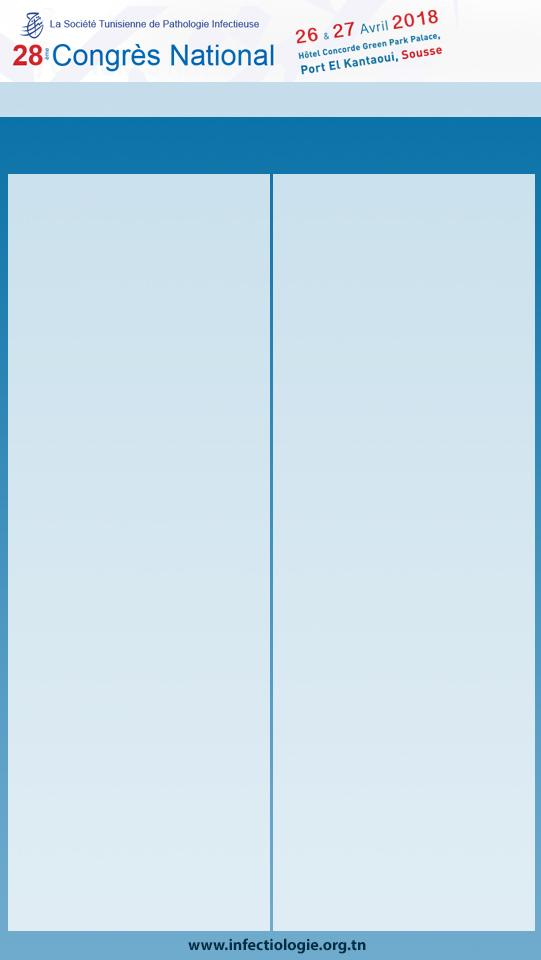 La Société Tunisienne de Pathologie Infectieuse
28ème Congrès National
26 & 27 Avril 2018
Hôtel Concorde Green Park Palace,
Port El Kantaoui, Sousse
www.infectiologie.org.tn